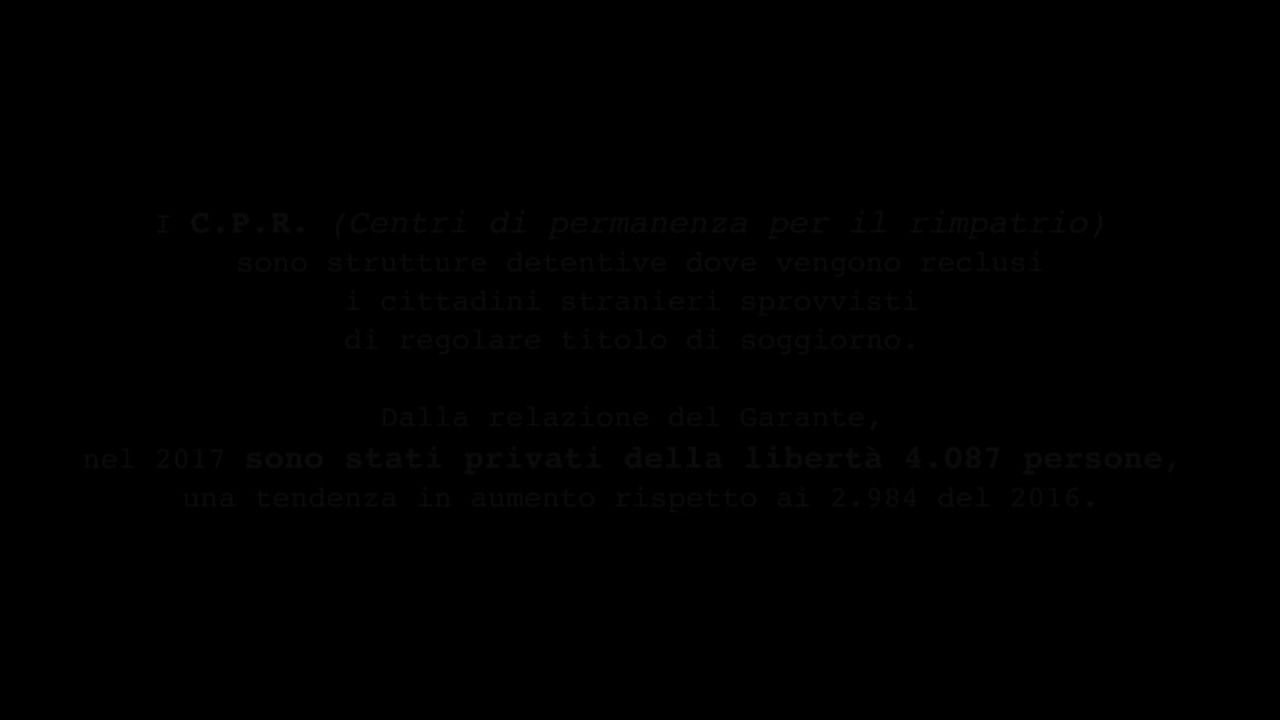 I C.P.R. (Centri di permanenza per il rimpatrio)
sono strutture detentive dove vengono reclusi
i cittadini stranieri sprovvisti
di regolare titolo di soggiorno.
Dalla relazione del Garante,
nel 2017 sono stati privati della libertà 4.087 persone,
una tendenza in aumento rispetto ai 2.984 del 2016.